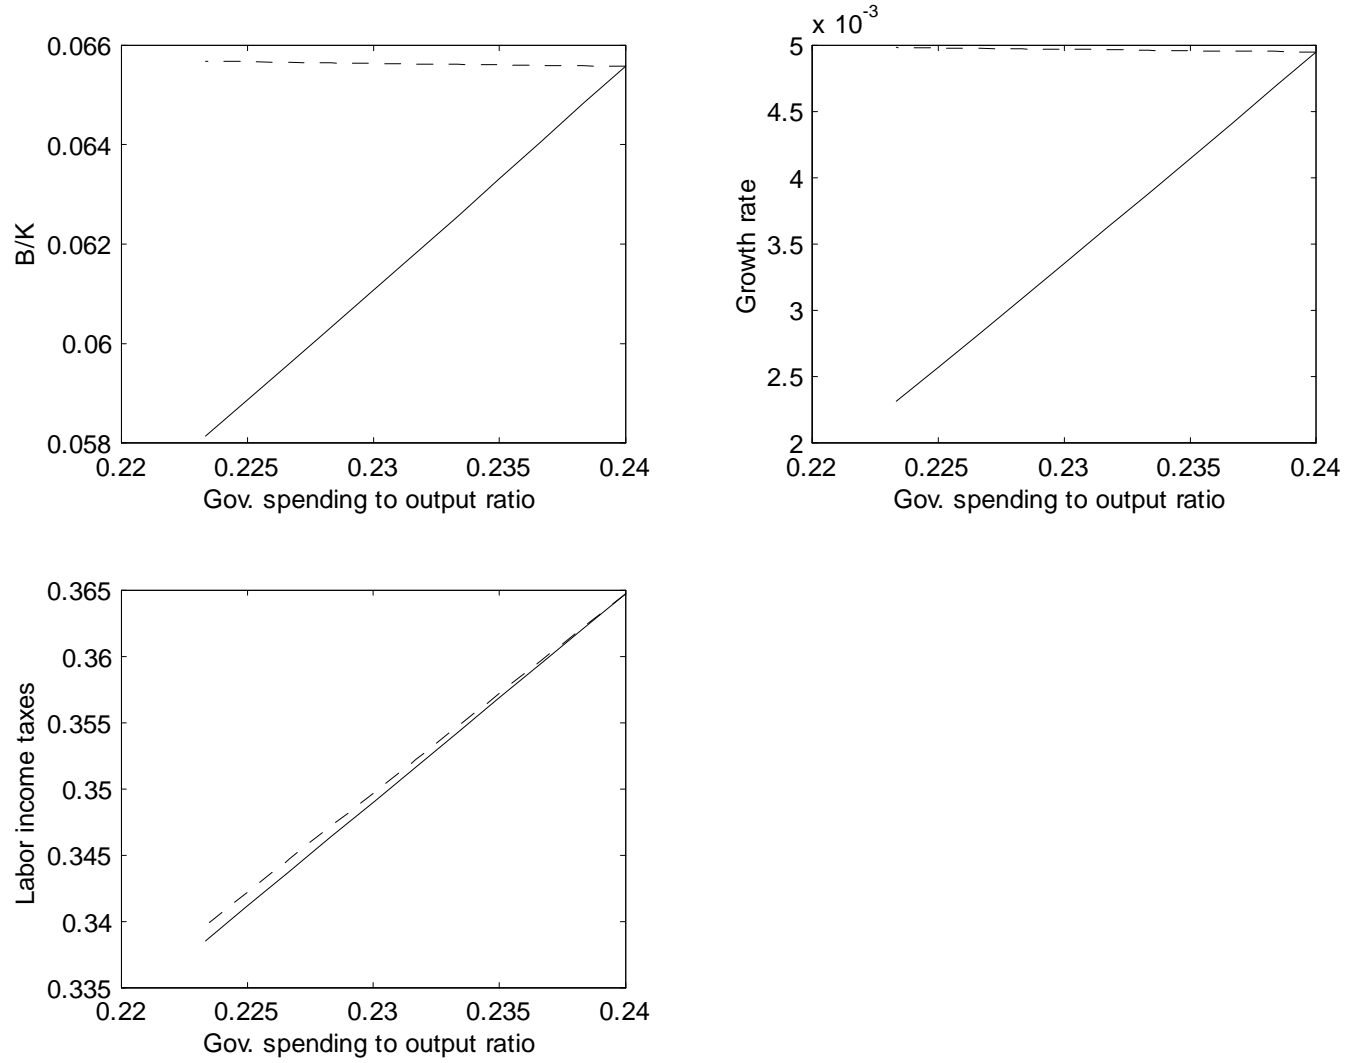 0.066
0.064
0.062
0.06
0.058
0.22 0.225 0.23 0.235 0.24
B/K
Gov. spending to output ratio
x 10-3
5
4.5
4
3.5
3
2.5
2
0.22 0.225 0.23 0.235 0.24
Growth rate
Gov. spending to output ratio
0.365
0.36
0.355
0.35
0.345
0.34
0.335
0.22 0.225 0.23 0.235 0.24
Labor income taxes
Gov. spending to output ratio